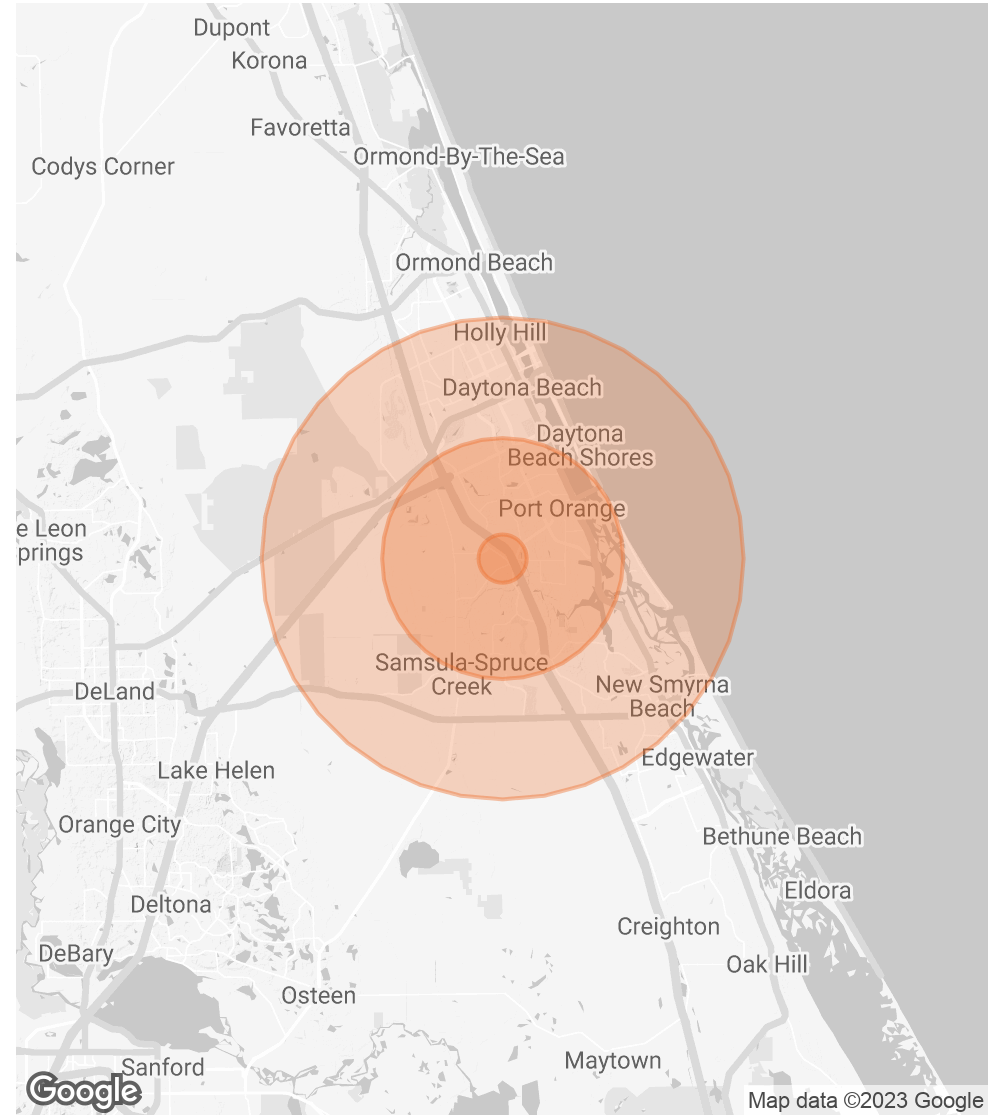 Dupont
Korona
Favoretta
Ormond-By-The-Sea
Codys Corner
Ormond Beach
Holly Hill
Daytona Beach
Daytona
Beach Shores
Port Orange
e Leon
prings
Samsula-Spruce
Creek
New Smyrna
Beach
DeLand
Edgewater
Lake Helen
Orange City
Bethune Beach
Eldora
Deltona
Creighton
DeBary
Oak Hill
Osteen
Maytown
Sanford
Google
Map data ©2023 Google